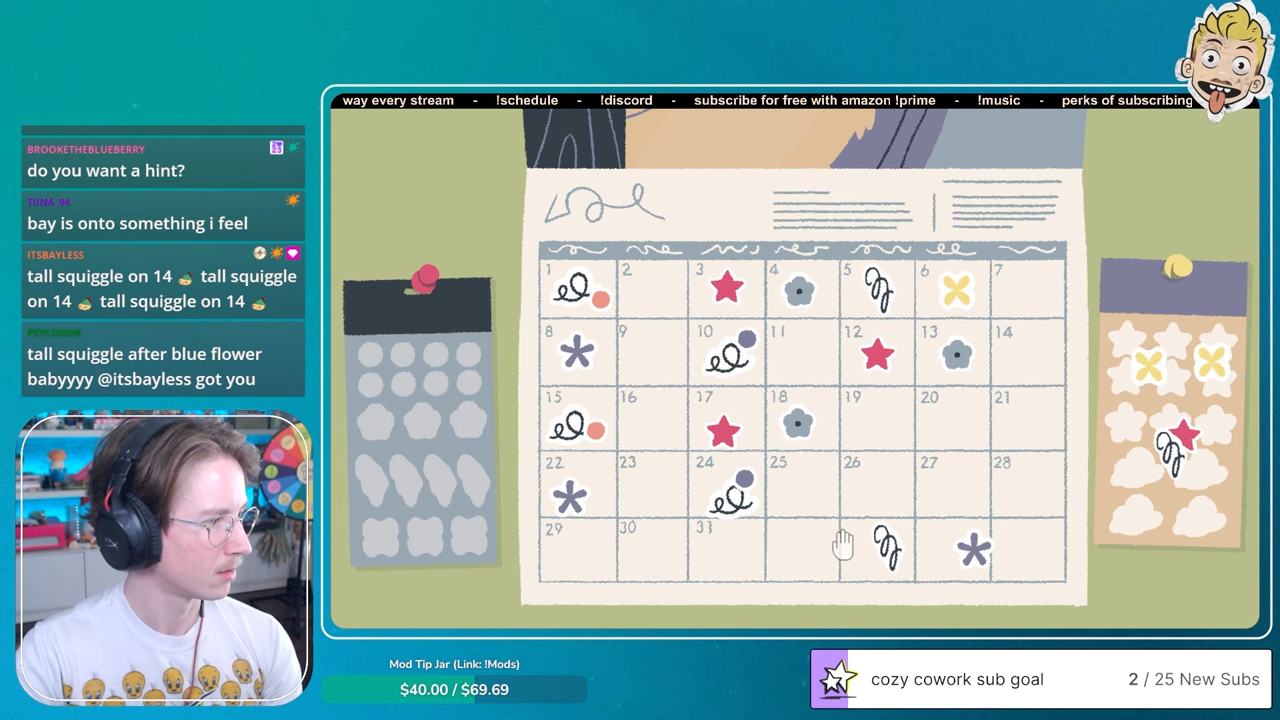 way every stream - !schedule - !discord - subscribe for free with amazon !prime - !music - perks of subscribing
BROOKETHEBLUEBERRY
do you want a hint?
TIINA_94
bay is onto something i feel
ITSBAYLESS
tall squiggle on 14 tall squiggle
on 14 tall squiggle on 14
PSYCODEN
tall squiggle after blue flower
babyyyy @itsbayless got you
1 2 3 4 5 6 7
8 9 10 11 12 13 14
15 16 17 18 19 20 21
22 23 24 25 26 27 28
29 30 31
Mod Tip Jar (Link: !Mods)
$40.00 / $69.69
cozy cowork sub goal 2 / 25 New Subs